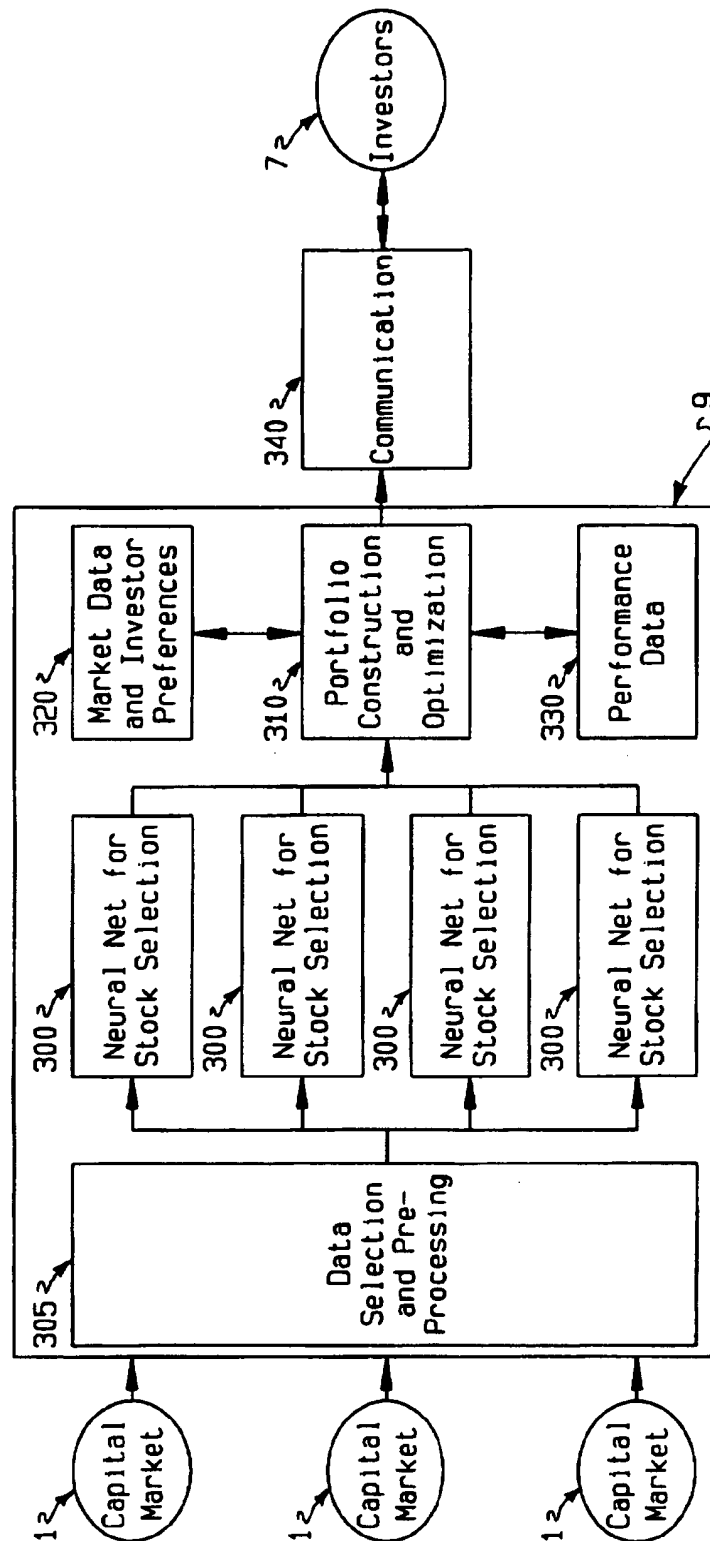 1
Capital
Market
1
Capital
Market
1
Capital
Market
305
Data
Selection
and Pre-
Processing
300
Neural Net for
Stock Selection
300
Neural Net for
Stock Selection
300
Neural Net for
Stock Selection
300
Neural Net for
Stock Selection
320
Market Data
and Investor
Preferences
310
Portfolio
Construction
and
Optimization
330
Performance
Data
9
340
Communication
7
Investors